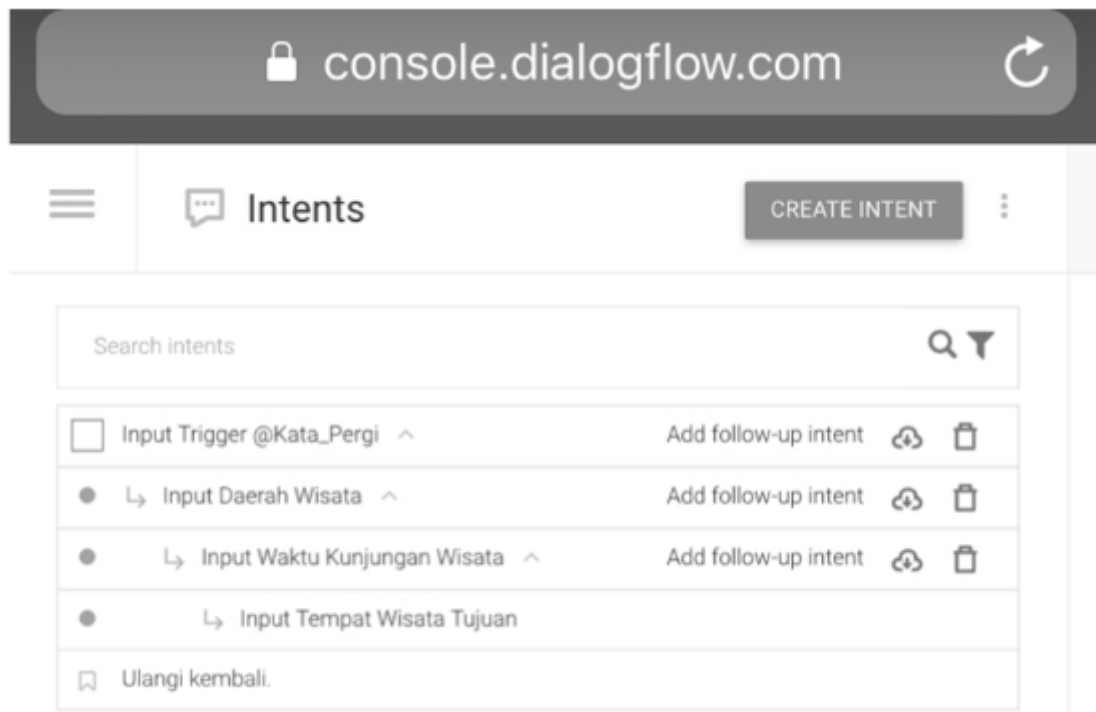 console.dialogflow.com
Intents
CREATE INTENT
Search intents
Input Trigger @Kata_Pergi Add follow-up intent
Input Daerah Wisata Add follow-up intent
Input Waktu Kunjungan Wisata Add follow-up intent
Input Tempat Wisata Tujuan
Ulangi kembali.